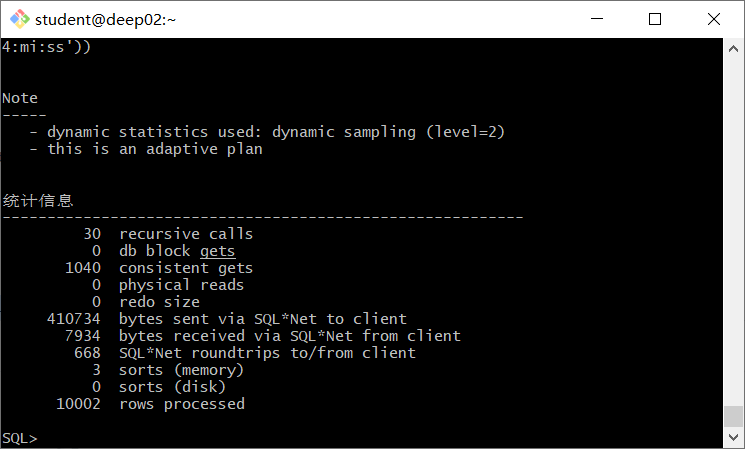 student@deep02:~
4:mi:ss'))
Note
-----
   - dynamic statistics used: dynamic sampling (level=2)
   - this is an adaptive plan
统计信息
----------------------------------------------------------
         30  recursive calls
          0  db block gets
       1040  consistent gets
          0  physical reads
          0  redo size
     410734  bytes sent via SQL*Net to client
       7934  bytes received via SQL*Net from client
        668  SQL*Net roundtrips to/from client
          3  sorts (memory)
          0  sorts (disk)
      10002  rows processed
SQL>